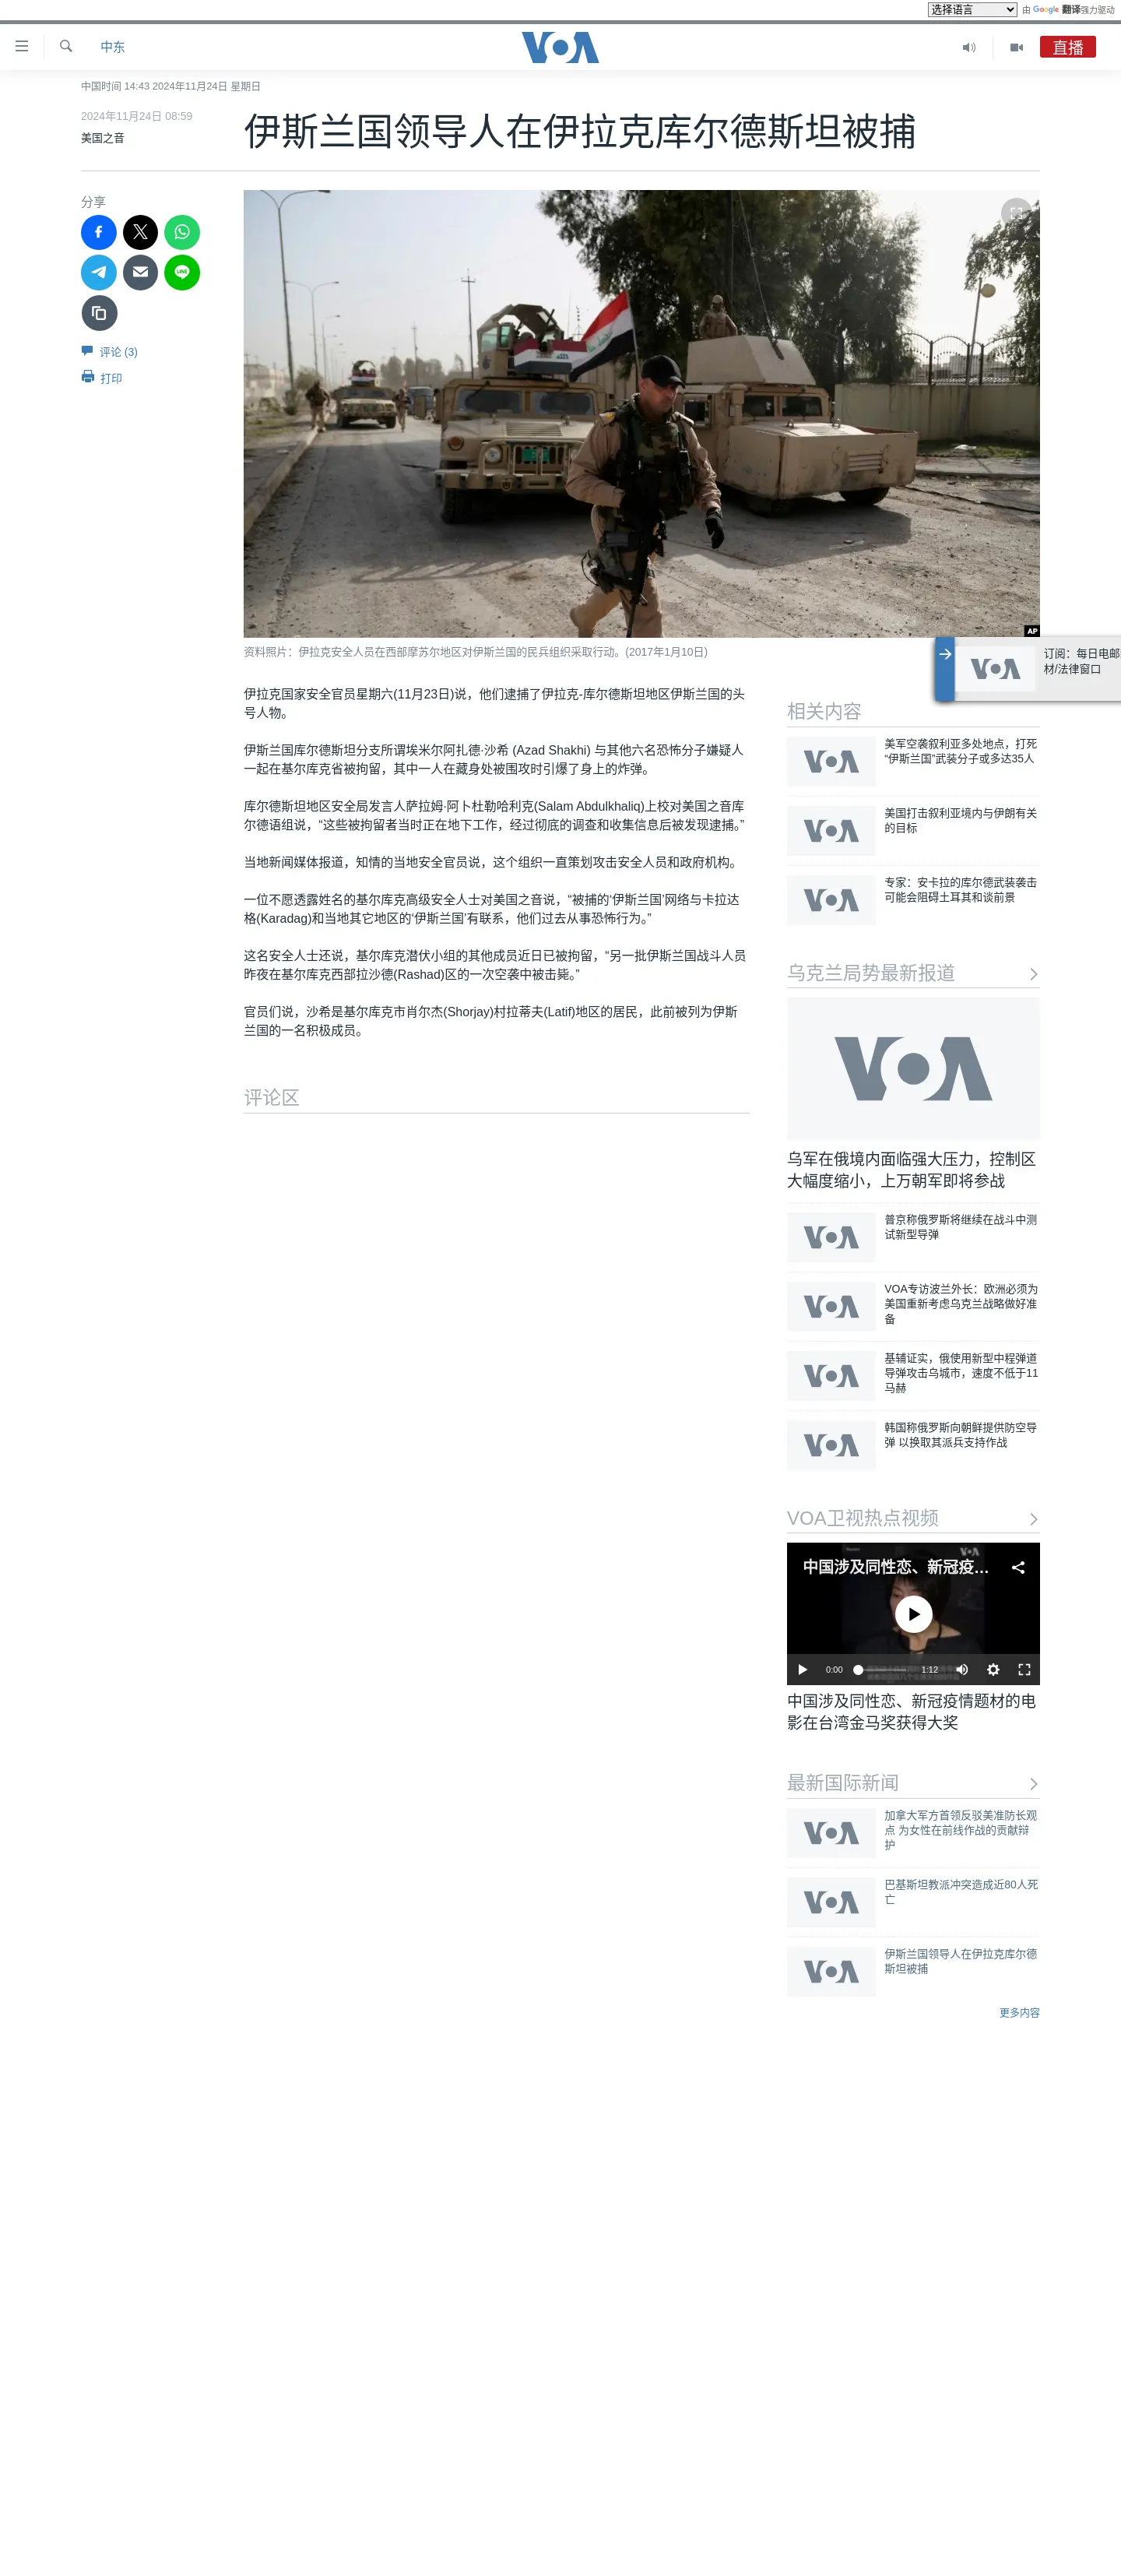 选择语言 由 Google 翻译强力驱动
中东
VOA
直播
中国时间 14:43 2024年11月24日 星期日
2024年11月24日 08:59
美国之音
伊斯兰国领导人在伊拉克库尔德斯坦被捕
分享
评论 (3)
打印
AP
资料照片：伊拉克安全人员在西部摩苏尔地区对伊斯兰国的民兵组织采取行动。(2017年1月10日)
VOA
订阅：每日电邮
材/法律窗口
伊拉克国家安全官员星期六(11月23日)说，他们逮捕了伊拉克-库尔德斯坦地区伊斯兰国的头
号人物。
伊斯兰国库尔德斯坦分支所谓埃米尔阿扎德·沙希 (Azad Shakhi) 与其他六名恐怖分子嫌疑人
一起在基尔库克省被拘留，其中一人在藏身处被围攻时引爆了身上的炸弹。
库尔德斯坦地区安全局发言人萨拉姆·阿卜杜勒哈利克(Salam Abdulkhaliq)上校对美国之音库
尔德语组说，“这些被拘留者当时正在地下工作，经过彻底的调查和收集信息后被发现逮捕。”
当地新闻媒体报道，知情的当地安全官员说，这个组织一直策划攻击安全人员和政府机构。
一位不愿透露姓名的基尔库克高级安全人士对美国之音说，“被捕的‘伊斯兰国’网络与卡拉达
格(Karadag)和当地其它地区的‘伊斯兰国’有联系，他们过去从事恐怖行为。”
这名安全人士还说，基尔库克潜伏小组的其他成员近日已被拘留，“另一批伊斯兰国战斗人员
昨夜在基尔库克西部拉沙德(Rashad)区的一次空袭中被击毙。”
官员们说，沙希是基尔库克市肖尔杰(Shorjay)村拉蒂夫(Latif)地区的居民，此前被列为伊斯
兰国的一名积极成员。
评论区
相关内容
VOA
美军空袭叙利亚多处地点，打死
“伊斯兰国”武装分子或多达35人
VOA
美国打击叙利亚境内与伊朗有关
的目标
VOA
专家：安卡拉的库尔德武装袭击
可能会阻碍土耳其和谈前景
乌克兰局势最新报道
VOA
乌军在俄境内面临强大压力，控制区
大幅度缩小，上万朝军即将参战
VOA
普京称俄罗斯将继续在战斗中测
试新型导弹
VOA
VOA专访波兰外长：欧洲必须为
美国重新考虑乌克兰战略做好准
备
VOA
基辅证实，俄使用新型中程弹道
导弹攻击乌城市，速度不低于11
马赫
VOA
韩国称俄罗斯向朝鲜提供防空导
弹 以换取其派兵支持作战
VOA卫视热点视频
VOA
中国涉及同性恋、新冠疫...
0:00
1:12
中国涉及同性恋、新冠疫情题材的电
影在台湾金马奖获得大奖
最新国际新闻
VOA
加拿大军方首领反驳美准防长观
点 为女性在前线作战的贡献辩
护
VOA
巴基斯坦教派冲突造成近80人死
亡
VOA
伊斯兰国领导人在伊拉克库尔德
斯坦被捕
更多内容